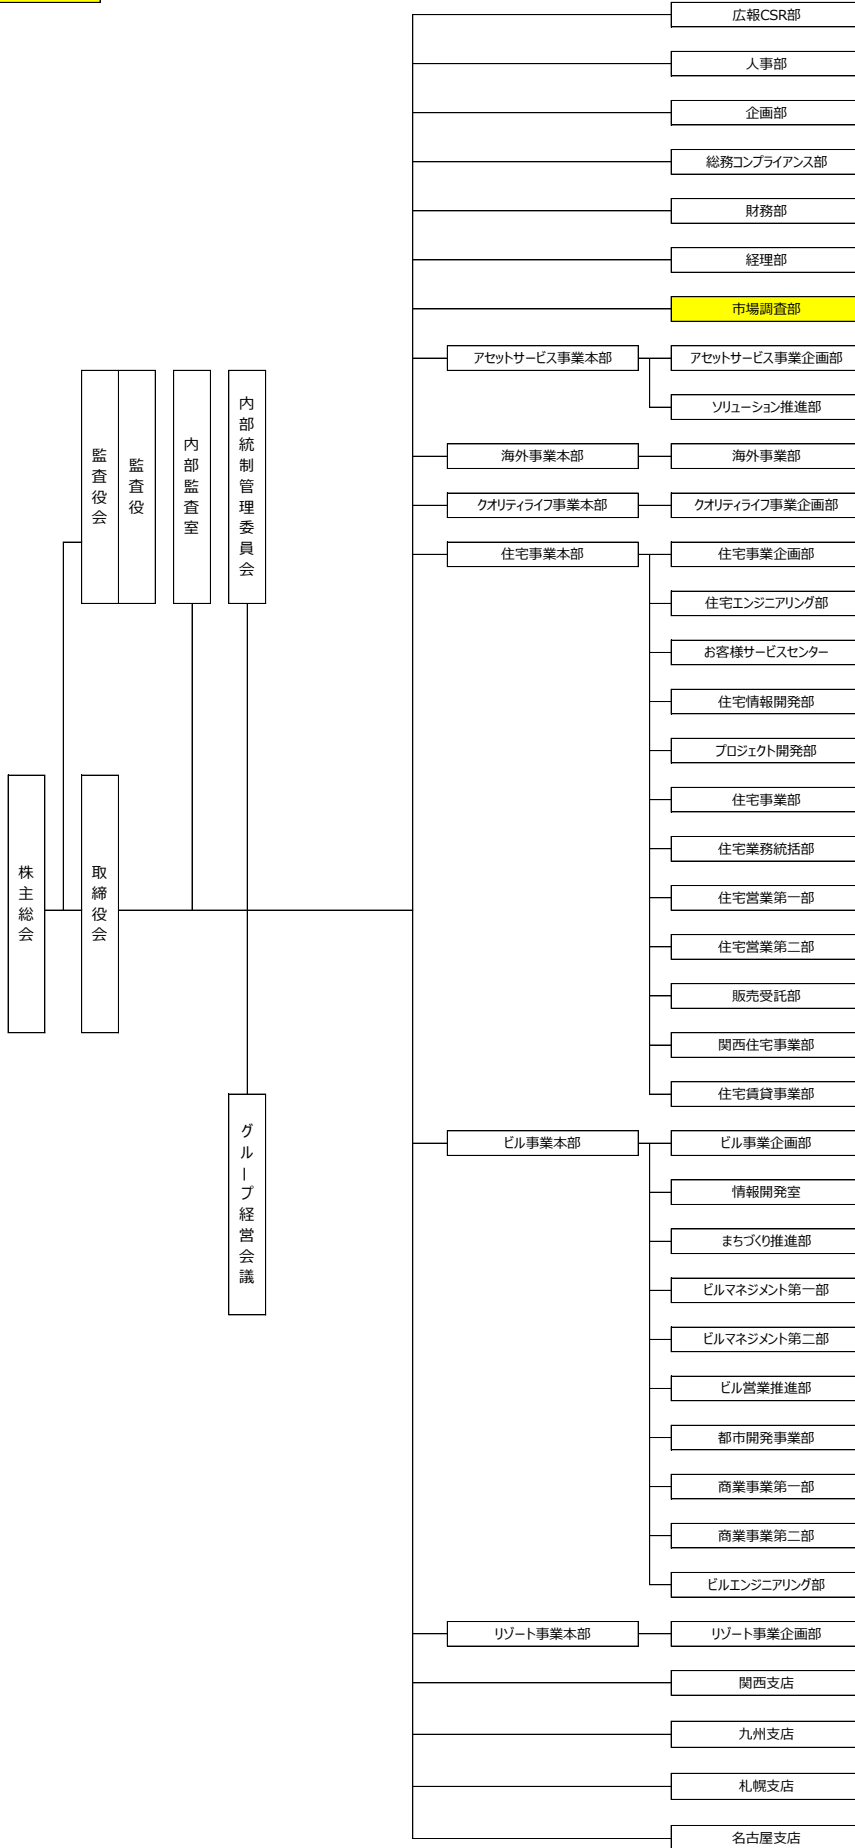 広報CSR部
人事部
企画部
総務コンプライアンス部
財務部
経理部
市場調査部
アセットサービス事業本部
アセットサービス事業企画部
ソリューション推進部
監査役会
監査役
内部監査室
内部統制管理委員会
海外事業本部
海外事業部
クオリティライフ事業本部
クオリティライフ事業企画部
住宅事業本部
住宅事業企画部
住宅エンジニアリング部
お客様サービスセンター
住宅情報開発部
プロジェクト開発部
住宅事業部
住宅業務統括部
住宅営業第一部
住宅営業第二部
販売受託部
関西住宅事業部
住宅賃貸事業部
株主総会
取締役会
グループ経営会議
ビル事業本部
ビル事業企画部
情報開発室
まちづくり推進部
ビルマネジメント第一部
ビルマネジメント第二部
ビル営業推進部
都市開発事業部
商業事業第一部
商業事業第二部
ビルエンジニアリング部
リゾート事業本部
リゾート事業企画部
関西支店
九州支店
札幌支店
名古屋支店